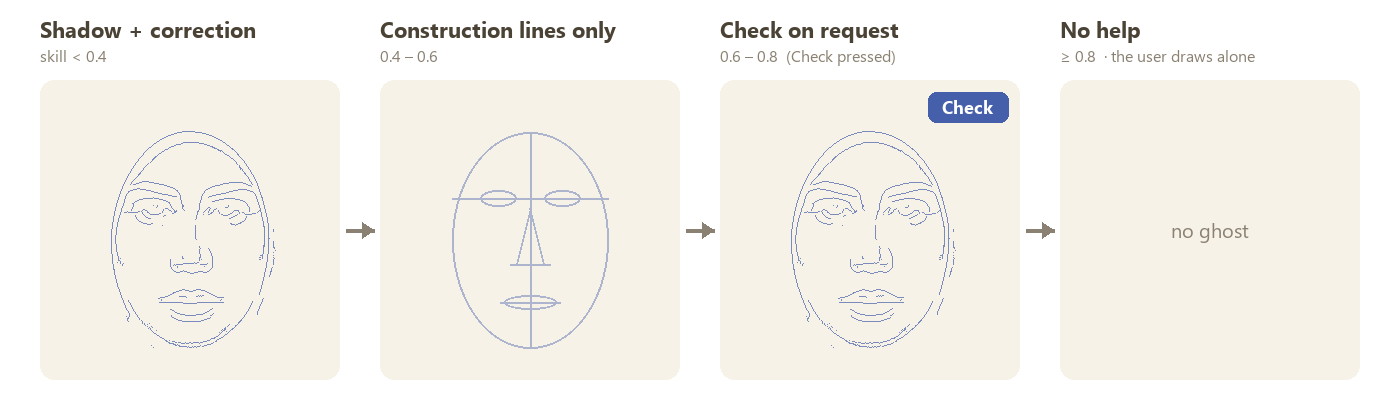 Shadow + correction
skill < 0.4
Construction lines only
0.4 – 0.6
Check on request
0.6 – 0.8 (Check pressed)
Check
No help
≥ 0.8 · the user draws alone
no ghost